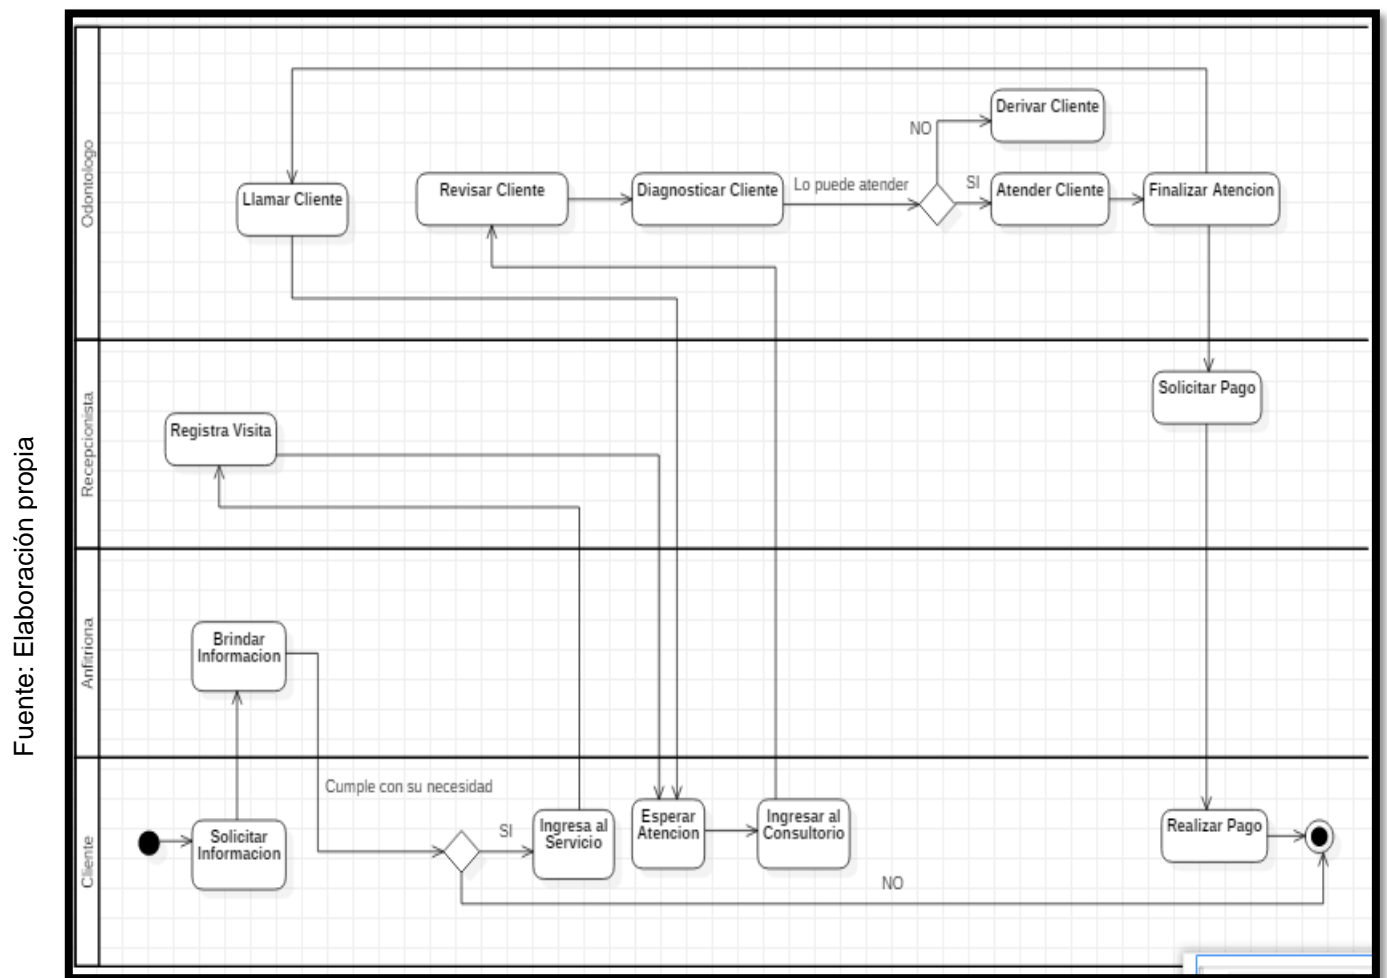 Fuente: Elaboración propia
Odontologo
Derivar Cliente
NO
Llamar Cliente
Revisar Cliente
Diagnosticar Cliente
Lo puede atender
SI
Atender Cliente
Finalizar Atencion
Recepcionista
Solicitar Pago
Registra Visita
Anfitriona
Brindar
Informacion
Cliente
Cumple con su necesidad
Solicitar
Informacion
SI
Ingresa al
Servicio
Esperar
Atencion
Ingresar al
Consultorio
Realizar Pago
NO